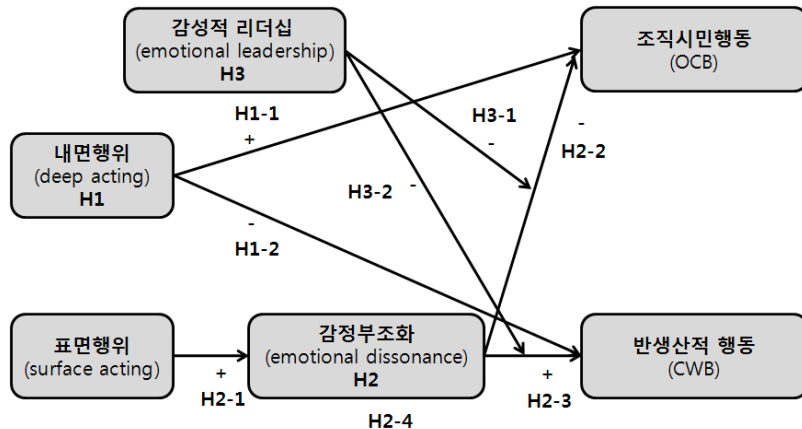 감성적 리더십
(emotional leadership)
H3
조직시민행동
(OCB)
H1-1
+
H3-1
-
-
H2-2
내면행위
(deep acting)
H1
H3-2
-
-
H1-2
표면행위
(surface acting)
+
H2-1
감정부조화
(emotional dissonance)
H2
H2-4
+
H2-3
반생산적 행동
(CWB)